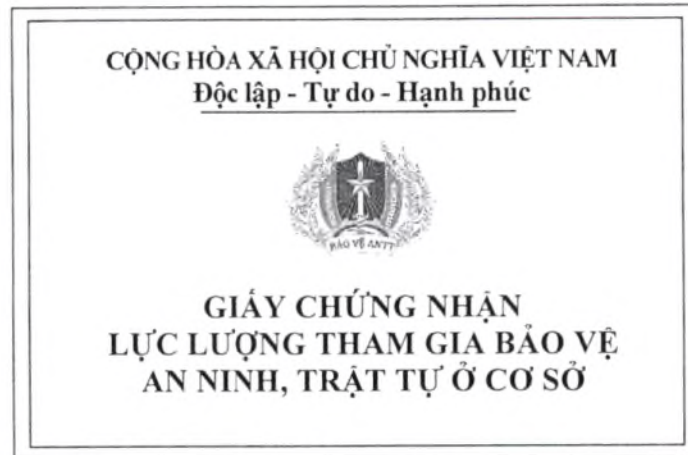 CỘNG HÒA XÃ HỘI CHỦ NGHĨA VIỆT NAM
Độc lập - Tự do - Hạnh phúc
BẢO VỆ ANTT
GIẤY CHỨNG NHẬN
LỰC LƯỢNG THAM GIA BẢO VỆ
AN NINH, TRẬT TỰ Ở CƠ SỞ